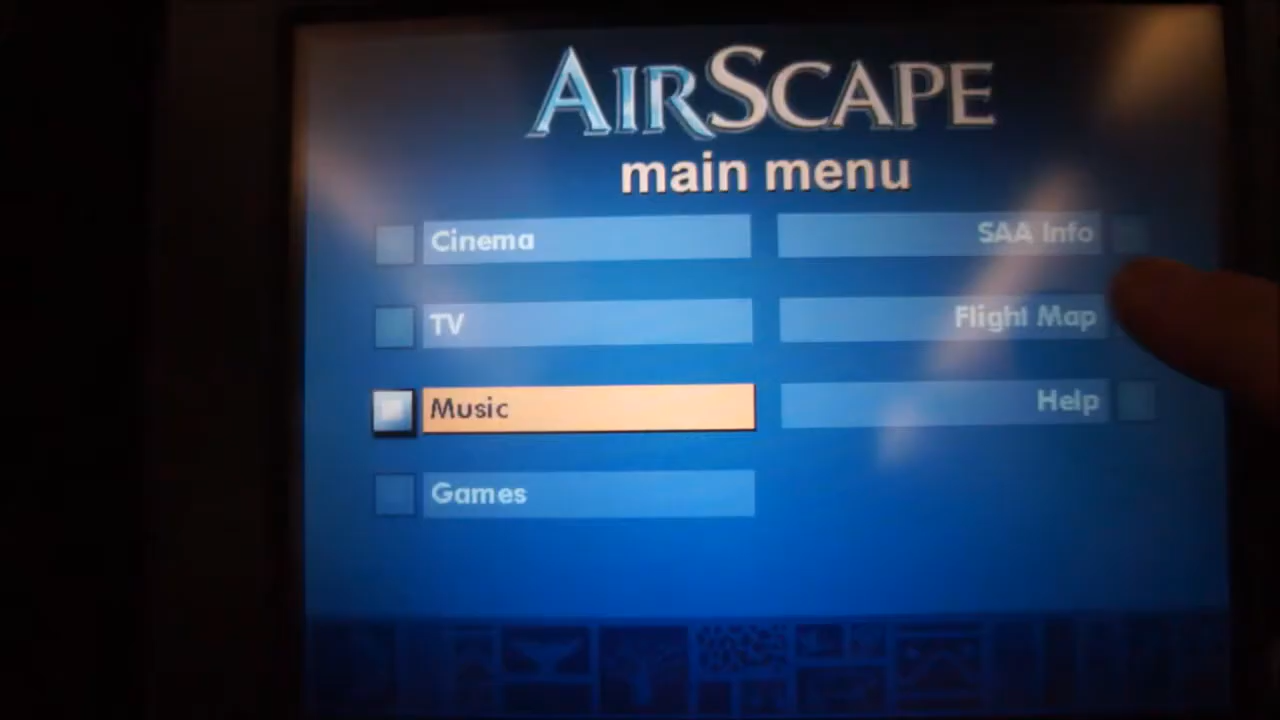 AIRSCAPE
main menu
Cinema
TV
Music
Games
SAA Info
Flight Map
Help